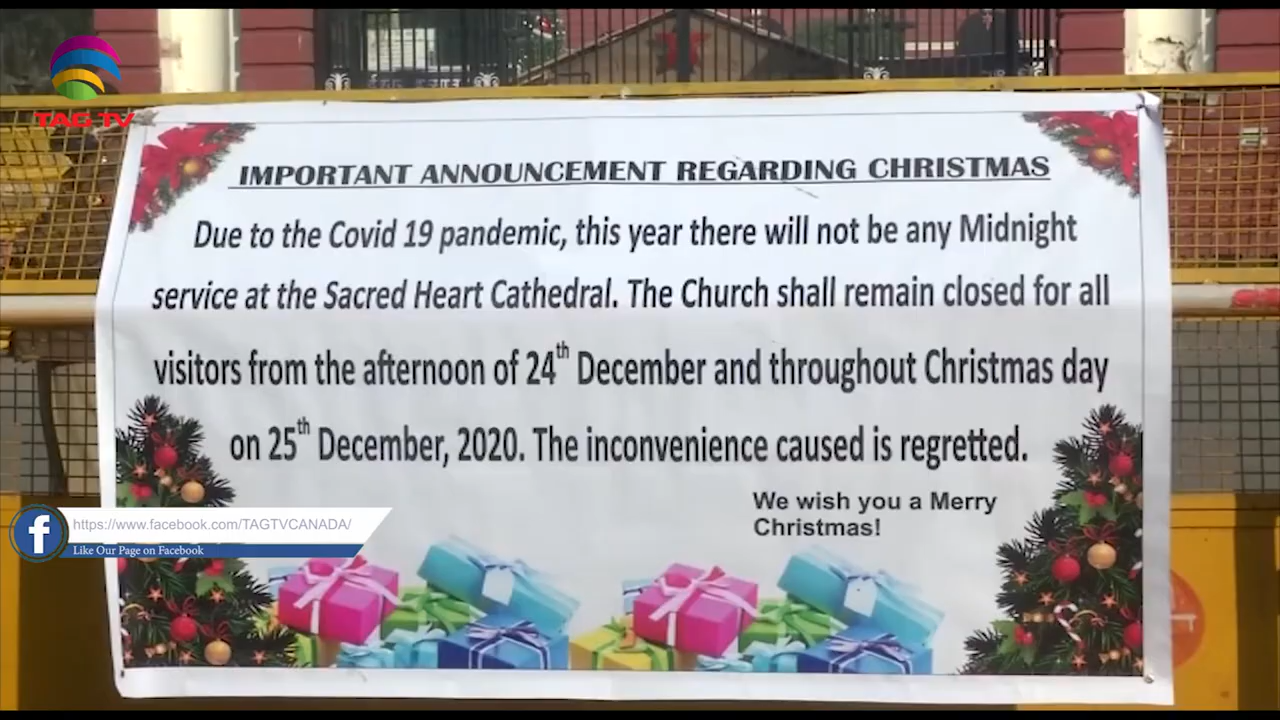 TAG TV
IMPORTANT ANNOUNCEMENT REGARDING CHRISTMAS
Due to the Covid 19 pandemic, this year there will not be any Midnight
service at the Sacred Heart Cathedral. The Church shall remain closed for all
visitors from the afternoon of 24th December and throughout Christmas day
on 25th December, 2020. The inconvenience caused is regretted.
We wish you a Merry
Christmas!
https://www.facebook.com/TAGTVCANADA/
Like Our Page on Facebook